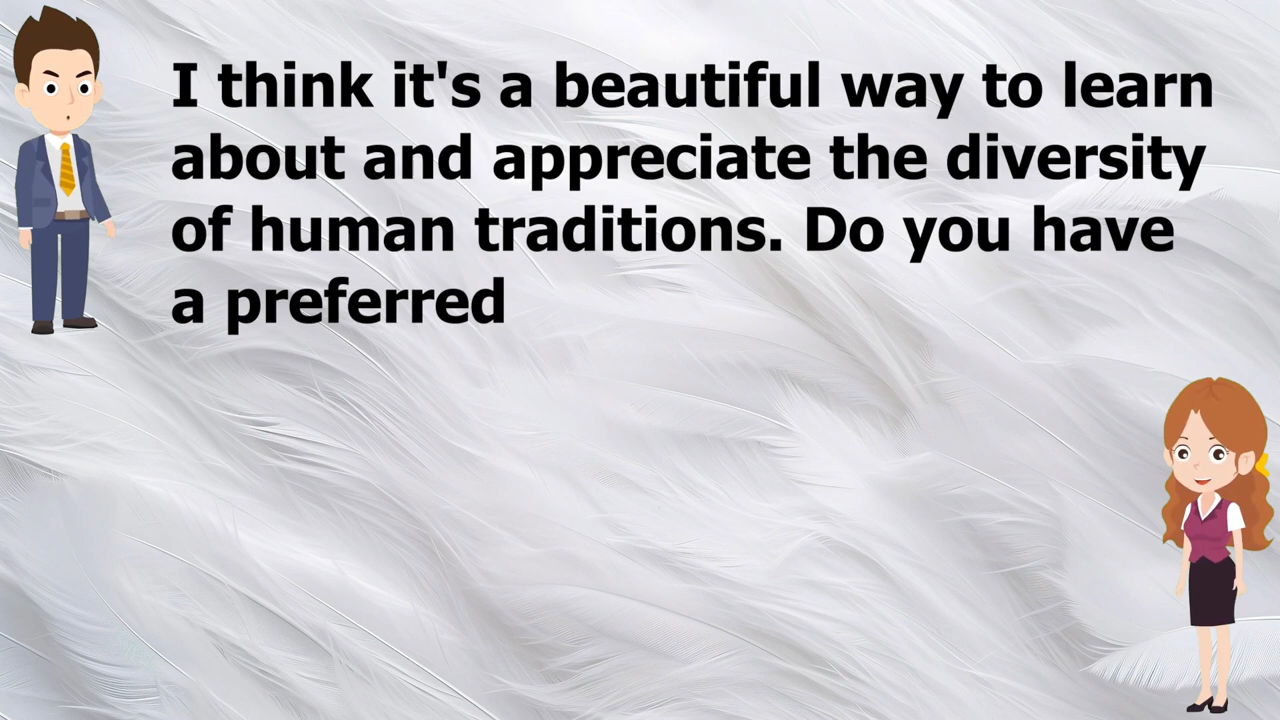 I think it's a beautiful way to learn
about and appreciate the diversity
of human traditions. Do you have
a preferred